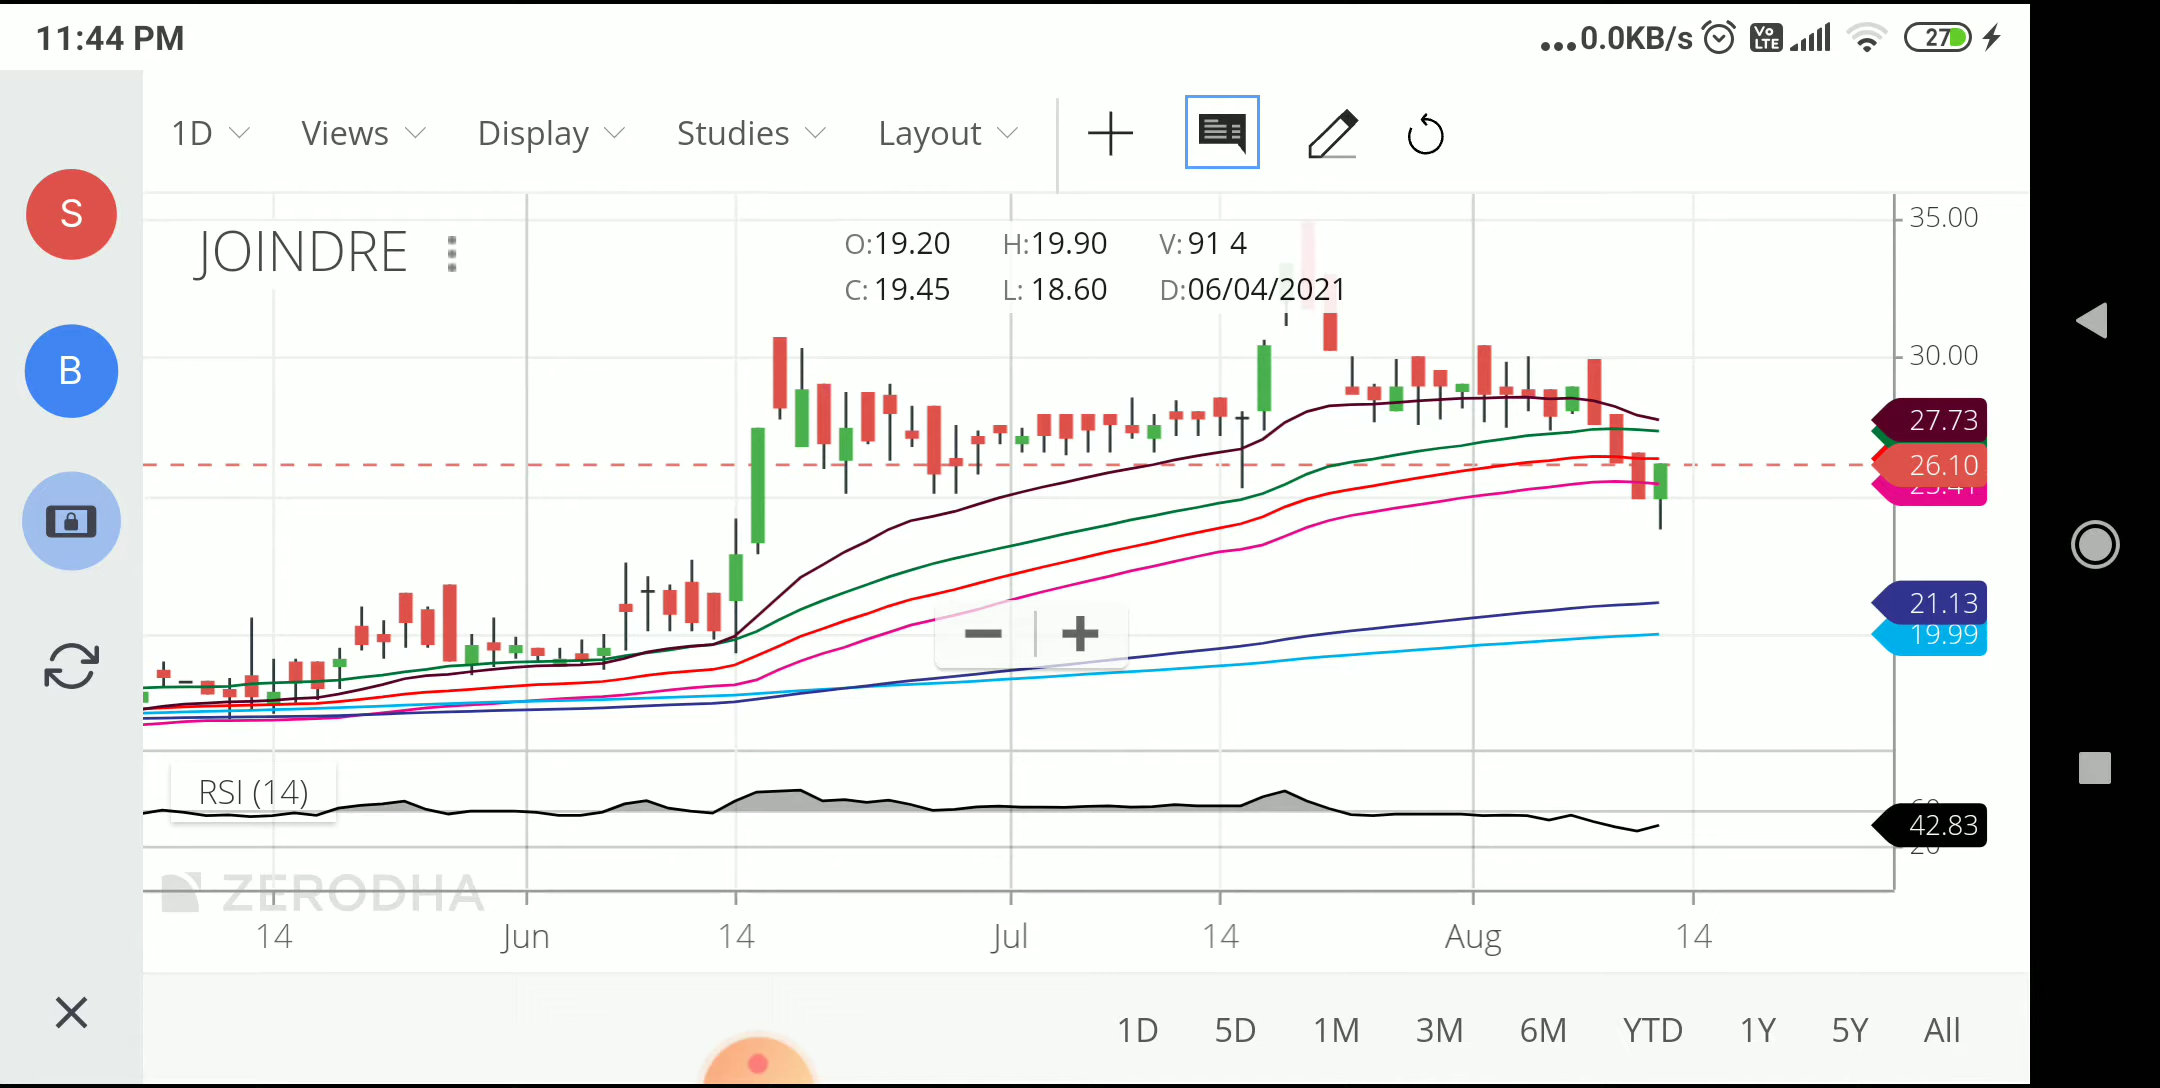 11:44 PM
...0.0KB/s Vo LTE 27
1D Views Display Studies Layout
S
B
JOINDRE
O:19.20 H:19.90 V: 91 4
C: 19.45 L: 18.60 D:06/04/2021
35.00
30.00
27.73
26.10
21.13
19.99
RSI (14)
42.83
ZERODHA
14 Jun 14 Jul 14 Aug 14
1D 5D 1M 3M 6M YTD 1Y 5Y All